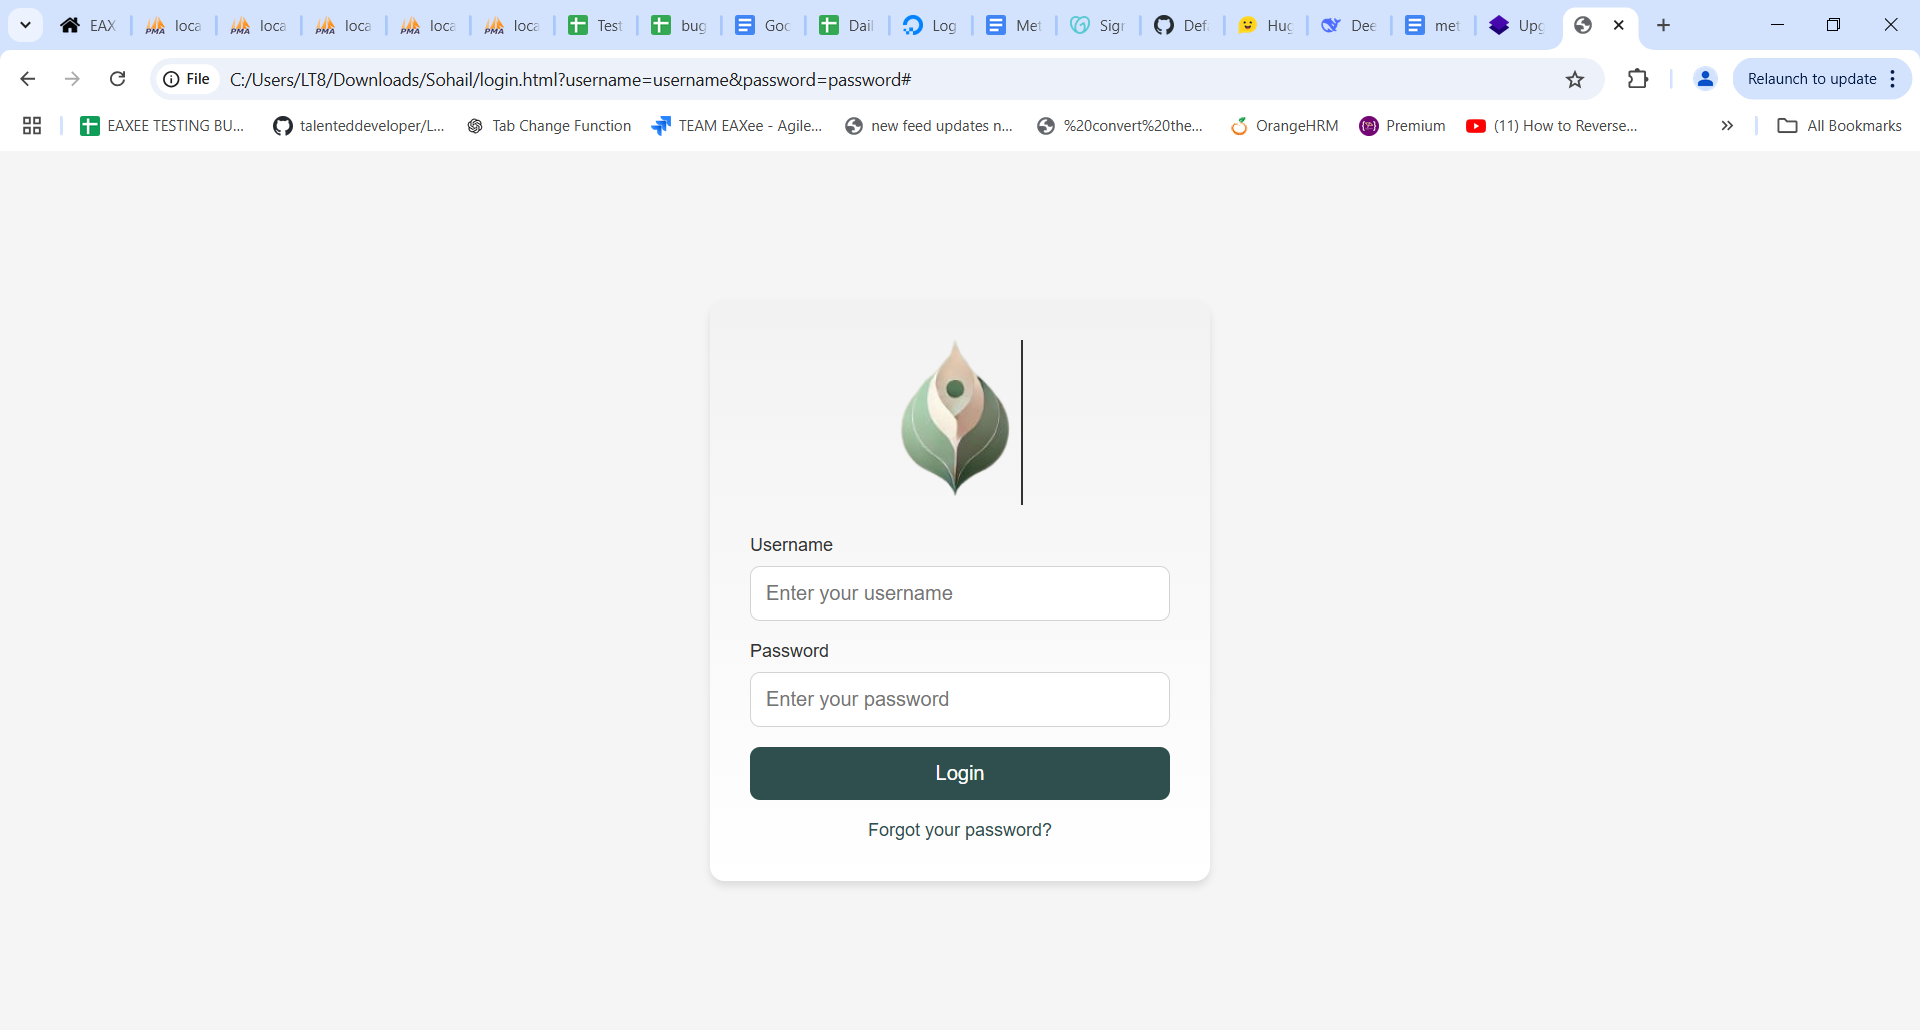 EAX
loca
loca
loca
loca
loca
Test
bug
Goc
Dail
Log
Met
Sigr
Def
Hug
Dee
met
Upg
File
C:/Users/LT8/Downloads/Sohail/login.html?username=username&password=password#
Relaunch to update
EAXEE TESTING BU...
talenteddeveloper/L...
Tab Change Function
TEAM EAXee - Agile...
new feed updates n...
%20convert%20the...
OrangeHRM
Premium
(11) How to Reverse...
All Bookmarks
Username
Enter your username
Password
Enter your password
Login
Forgot your password?